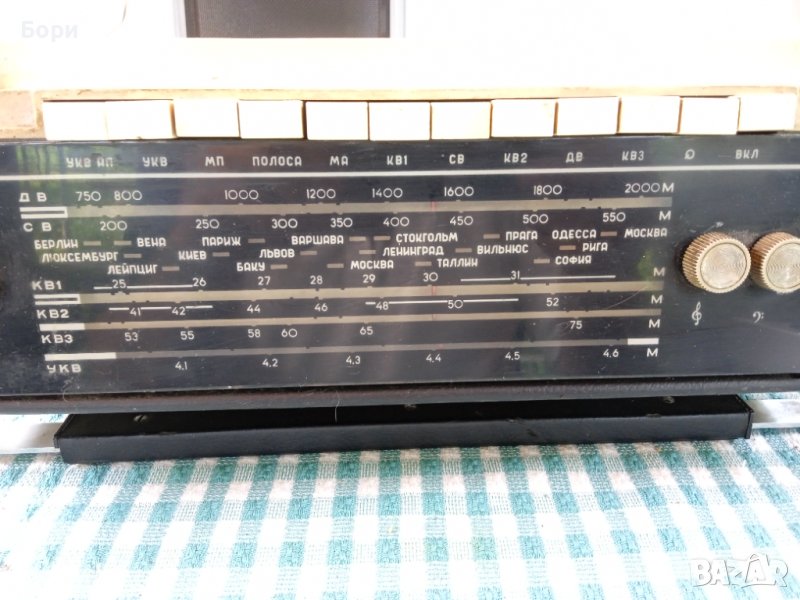 Бори
УКВ АП УКВ МП ПОЛОСА МА КВ1 СВ КВ2 ДВ КВ3 ВКЛ
ДВ 750 800 1000 1200 1400 1600 1800 2000 М
СВ 200 250 300 350 400 450 500 550 М
БЕРЛИН ВЕНА ПАРИЖ ВАРШАВА СТОКГОЛЬМ ПРАГА ОДЕССА МОСКВА
ЛЮКСЕМБУРГ КИЕВ ЛЬВОВ ЛЕНИНГРАД ВИЛЬНЮС РИГА
ЛЕЙПЦИГ БАКУ МОСКВА ТАЛЛИН СОФИЯ
КВ1 25 26 27 28 29 30 31 М
КВ2 41 42 44 46 48 50 52 М
КВ3 53 55 58 60 65 75 М
УКВ 4.1 4.2 4.3 4.4 4.5 4.6 М
BAZAR